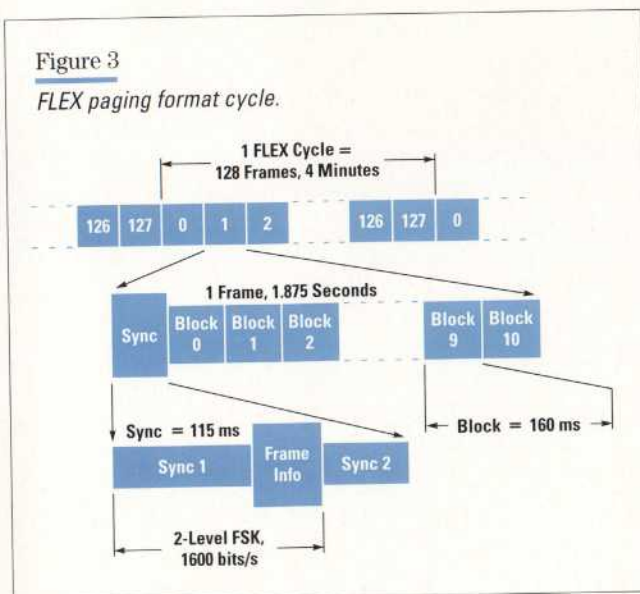 Figure 3
FLEX paging format cycle.
1 FLEX Cycle =
128 Frames, 4 Minutes
126 127 0 1 2 126 127 0
1 Frame, 1.875 Seconds
Sync Block 0 Block 1 Block 2 Block 9 Block 10
Sync = 115 ms
Block = 160 ms
Sync 1 Frame Info Sync 2
2-Level FSK,
1600 bits/s